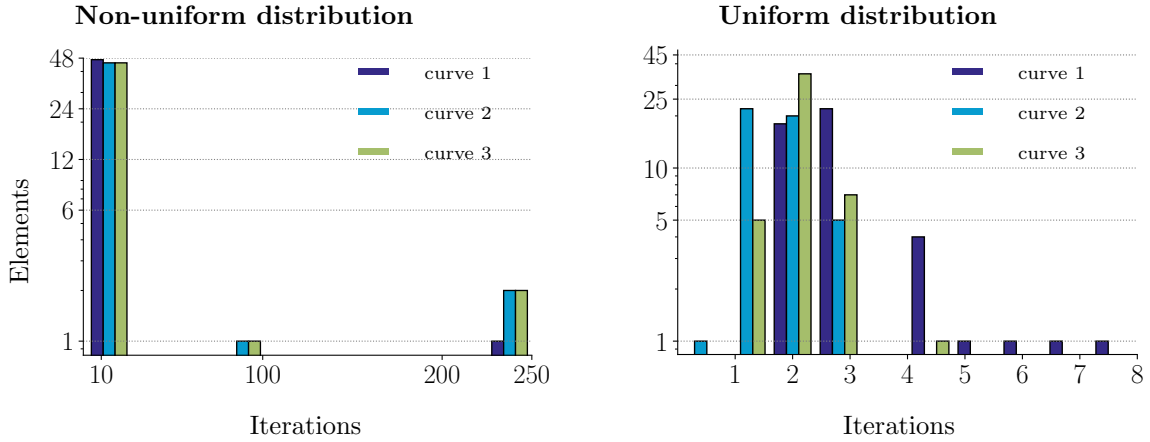 Non-uniform distribution
48
24
12
6
1
Elements
10
100
200
250
Iterations
curve 1
curve 2
curve 3
Uniform distribution
45
25
10
5
1
1
2
3
4
5
6
7
8
Iterations
curve 1
curve 2
curve 3